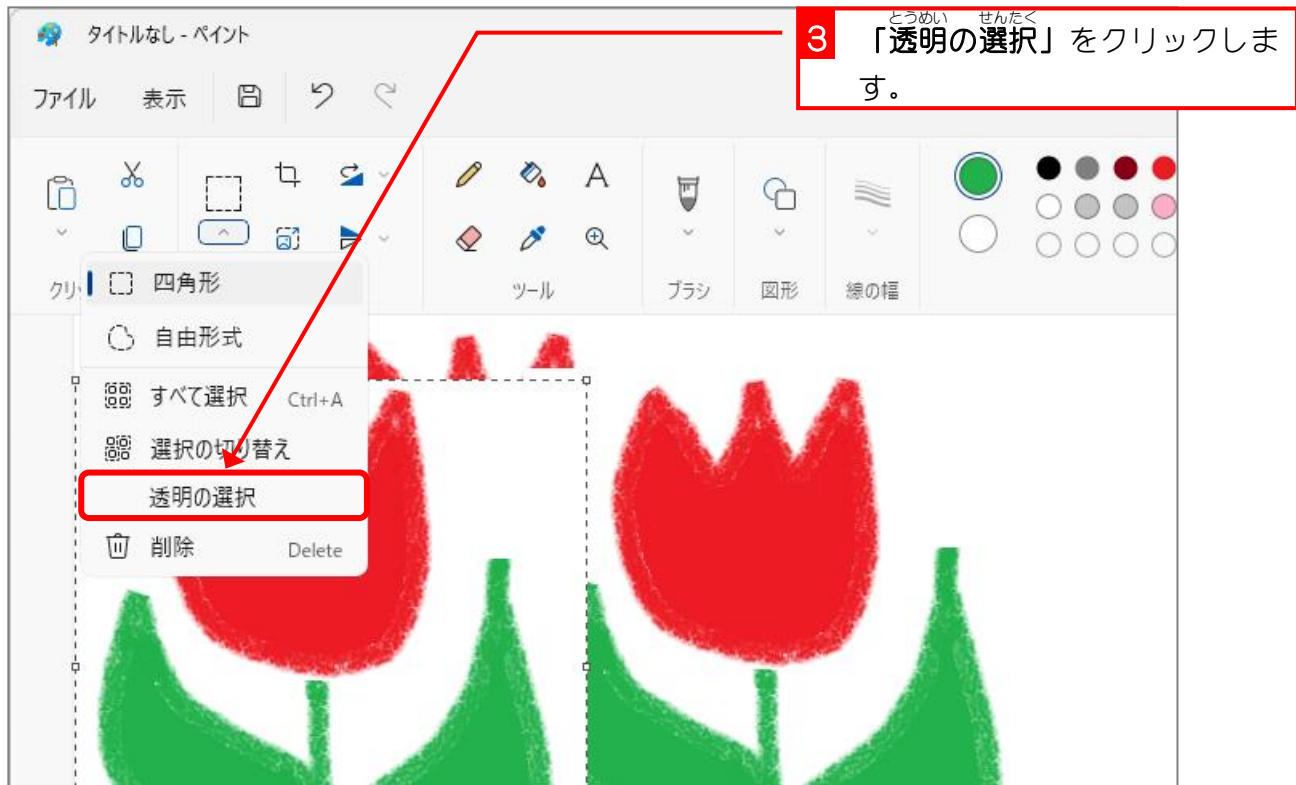 タイトルなし - ペイント
とうめい せんたく
3 「透明の選択」をクリックしま
す。
ファイル 表示
A
クリッ
ツール ブラシ 図形 線の幅
四角形
自由形式
すべて選択 Ctrl+A
選択の切り替え
透明の選択
削除 Delete